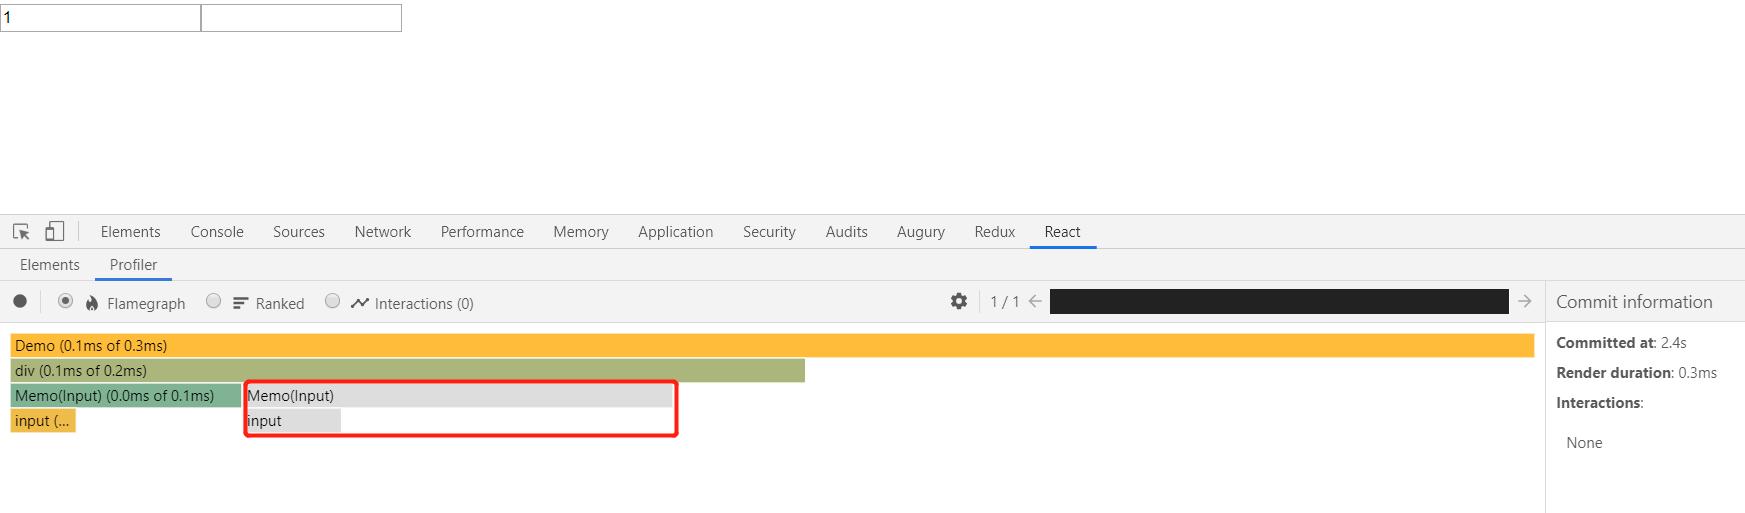 1
Elements Console Sources Network Performance Memory Application Security Audits Augury Redux React
Elements Profiler
Flamegraph Ranked Interactions (0) 1 / 1 Commit information
Demo (0.1ms of 0.3ms)
Committed at: 2.4s
div (0.1ms of 0.2ms)
Render duration: 0.3ms
Memo(Input) (0.0ms of 0.1ms) Memo(Input)
Interactions:
input (... input
None